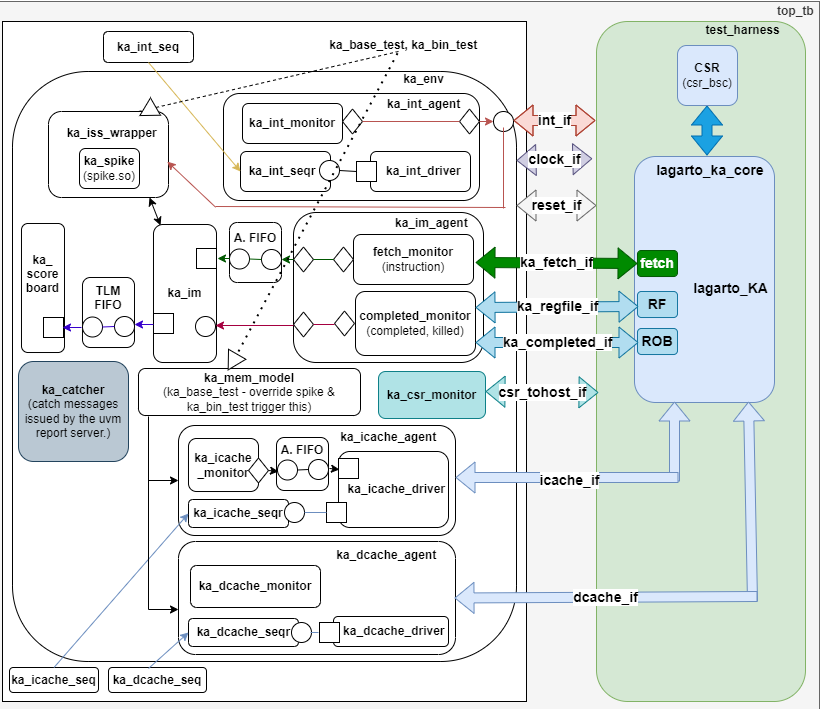 top_tb
test_harness
ka_int_seq
ka_base_test, ka_bin_test
ka_env
CSR
(csr_bsc)
ka_int_agent
ka_int_monitor
ka_iss_wrapper
ka_spike
(spike.so)
ka_int_seqr
ka_int_driver
int_if
clock_if
reset_if
lagarto_ka_core
ka_im_agent
A. FIFO
fetch_monitor
(instruction)
ka_fetch_if
fetch
ka_
score
board
TLM
FIFO
ka_im
completed_monitor
(completed, killed)
ka_regfile_if
RF
lagarto_KA
ka_completed_if
ROB
ka_catcher
(catch messages
issued by the uvm
report server.)
ka_mem_model
(ka_base_test - override spike &
ka_bin_test trigger this)
ka_csr_monitor
csr_tohost_if
ka_icache_agent
ka_icache
_monitor
A. FIFO
ka_icache_driver
ka_icache_seqr
icache_if
ka_dcache_agent
ka_dcache_monitor
ka_dcache_seqr
ka_dcache_driver
dcache_if
ka_icache_seq
ka_dcache_seq